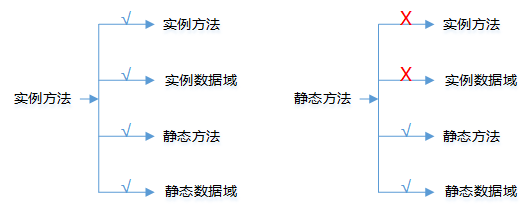 √ 实例方法
√ 实例数据域
实例方法
√ 静态方法
√ 静态数据域
X 实例方法
X 实例数据域
静态方法
√ 静态方法
√ 静态数据域